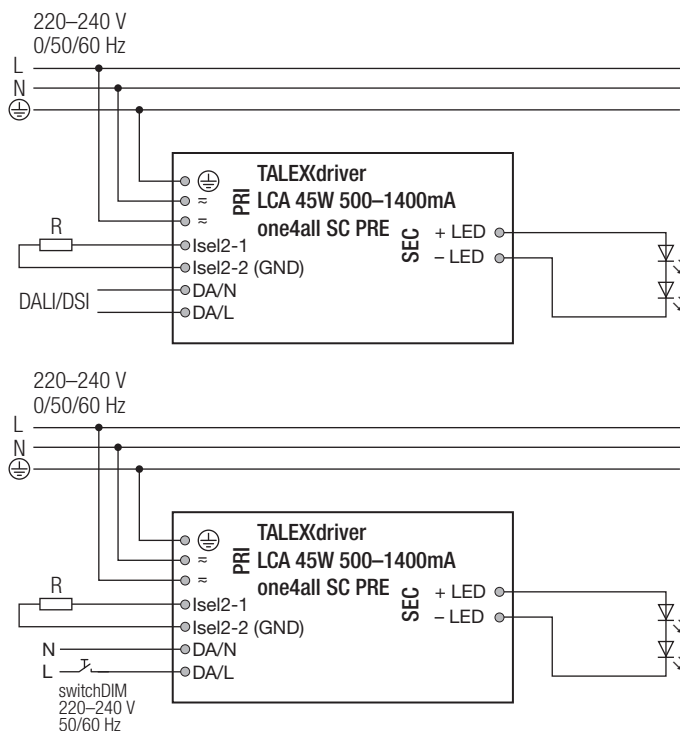 220–240 V
0/50/60 Hz
L
N
TALEXXdriver
LCA 45W 500–1400mA
one4all SC PRE
PRI
≂
≂
SEC
+ LED
– LED
R
Isel2-1
Isel2-2 (GND)
DALI/DSI
DA/N
DA/L
220–240 V
0/50/60 Hz
L
N
TALEXXdriver
LCA 45W 500–1400mA
one4all SC PRE
PRI
≂
≂
SEC
+ LED
– LED
R
Isel2-1
Isel2-2 (GND)
N
DA/N
L
DA/L
switchDIM
220–240 V
50/60 Hz